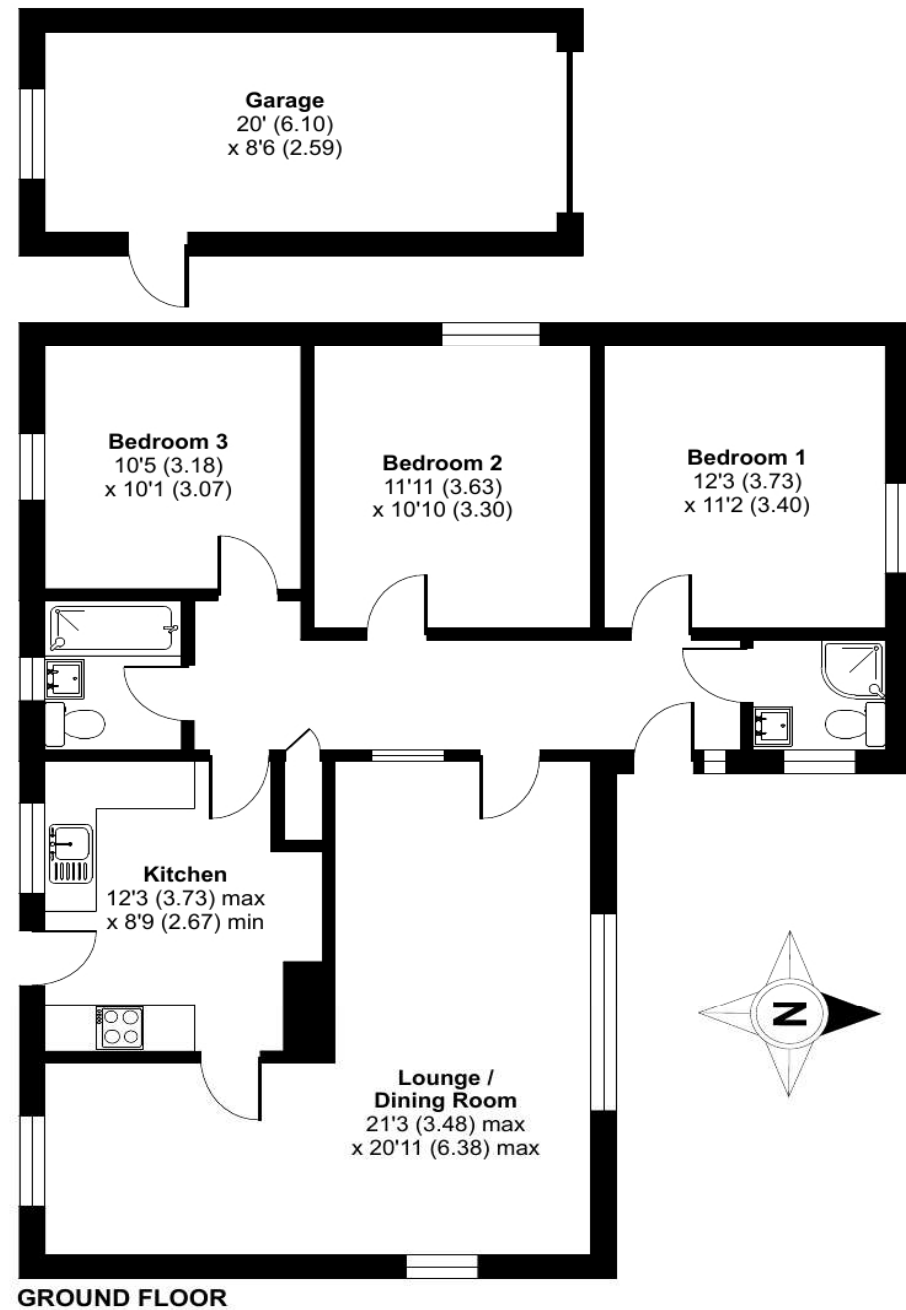 Garage
20' (6.10)
x 8'6 (2.59)
Bedroom 3
10'5 (3.18)
x 10'1 (3.07)
Bedroom 2
11'11 (3.63)
x 10'10 (3.30)
Bedroom 1
12'3 (3.73)
x 11'2 (3.40)
Kitchen
12'3 (3.73) max
x 8'9 (2.67) min
N
Lounge /
Dining Room
21'3 (3.48) max
x 20'11 (6.38) max
GROUND FLOOR